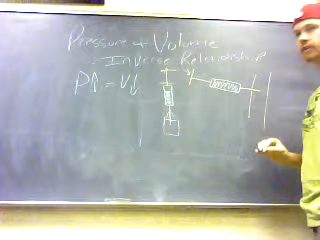 Pressure + Volume
- Inverse Relationship
P↑ = V↓